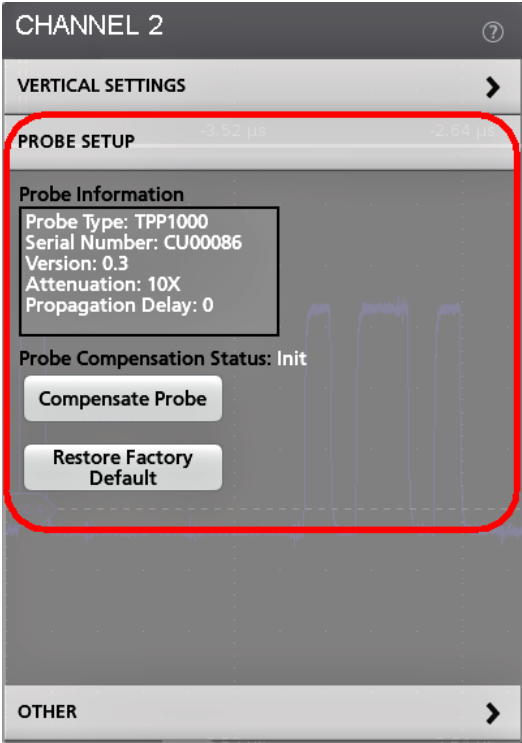 CHANNEL 2
?
VERTICAL SETTINGS
-3.52 µs
-2.64 µs
PROBE SETUP
Probe Information
Probe Type: TPP1000
Serial Number: CU00086
Version: 0.3
Attenuation: 10X
Propagation Delay: 0
Probe Compensation Status: Init
Compensate Probe
Restore Factory
Default
OTHER